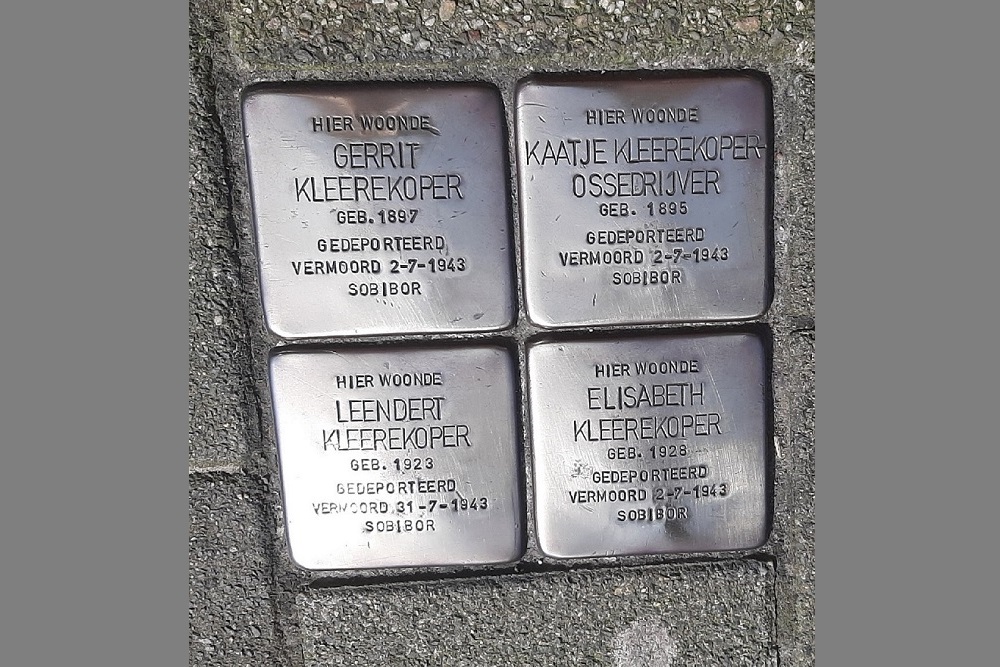 HIER WOONDE
GERRIT
KLEEREKOPER
GEB. 1897
GEDEPORTEERD
VERMOORD 2-7-1943
SOBIBOR
HIER WOONDE
KAATJE KLEEREKOPER-
OSSEDRIJVER
GEB. 1895
GEDEPORTEERD
VERMOORD 2-7-1943
SOBIBOR
HIER WOONDE
LEENDERT
KLEEREKOPER
GEB. 1923
GEDEPORTEERD
VERMOORD 31-7-1943
SOBIBOR
HIER WOONDE
ELISABETH
KLEEREKOPER
GEB. 1928
GEDEPORTEERD
VERMOORD 2-7-1943
SOBIBOR